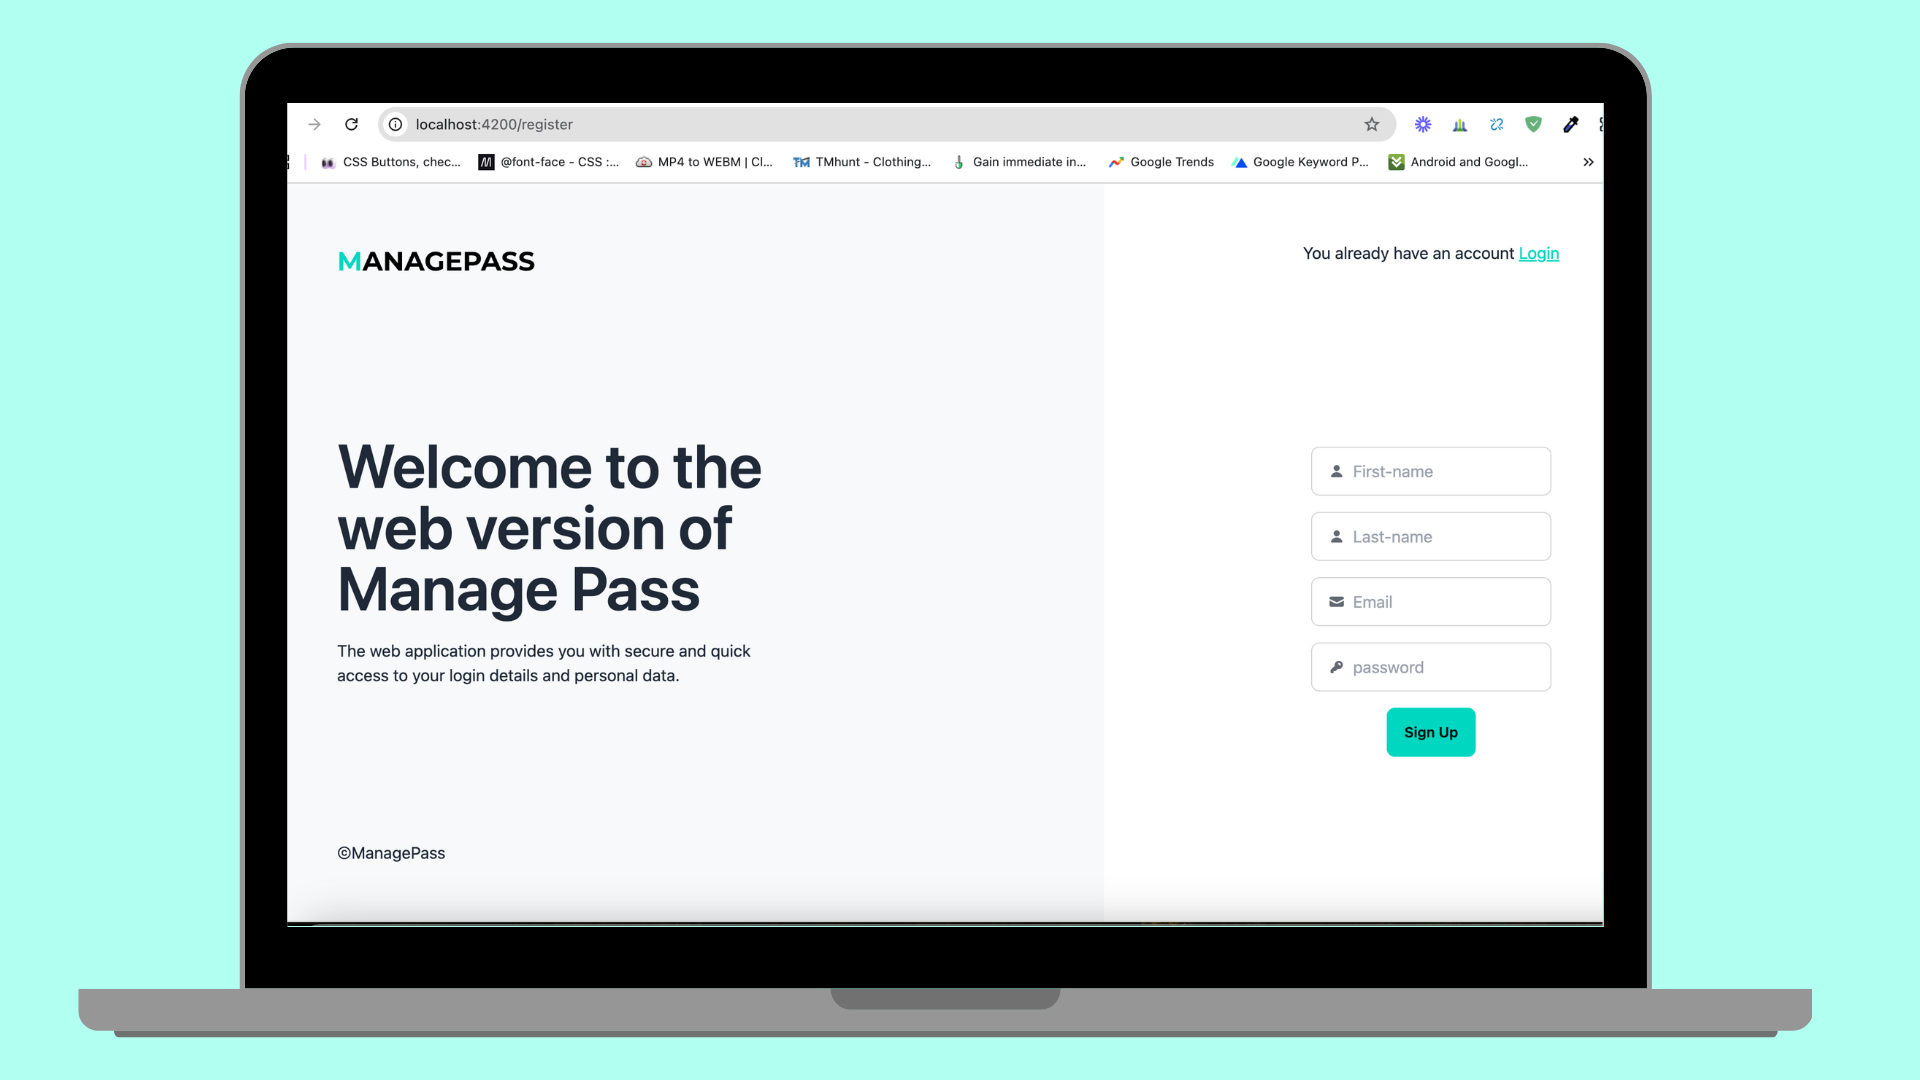 localhost:4200/register
CSS Buttons, chec... @font-face - CSS :... MP4 to WEBM | Cl... TMhunt - Clothing... Gain immediate in... Google Trends Google Keyword P... Android and Googl...
MANAGEPASS
You already have an account Login
Welcome to the
web version of
Manage Pass
The web application provides you with secure and quick
access to your login details and personal data.
First-name
Last-name
Email
password
Sign Up
©ManagePass